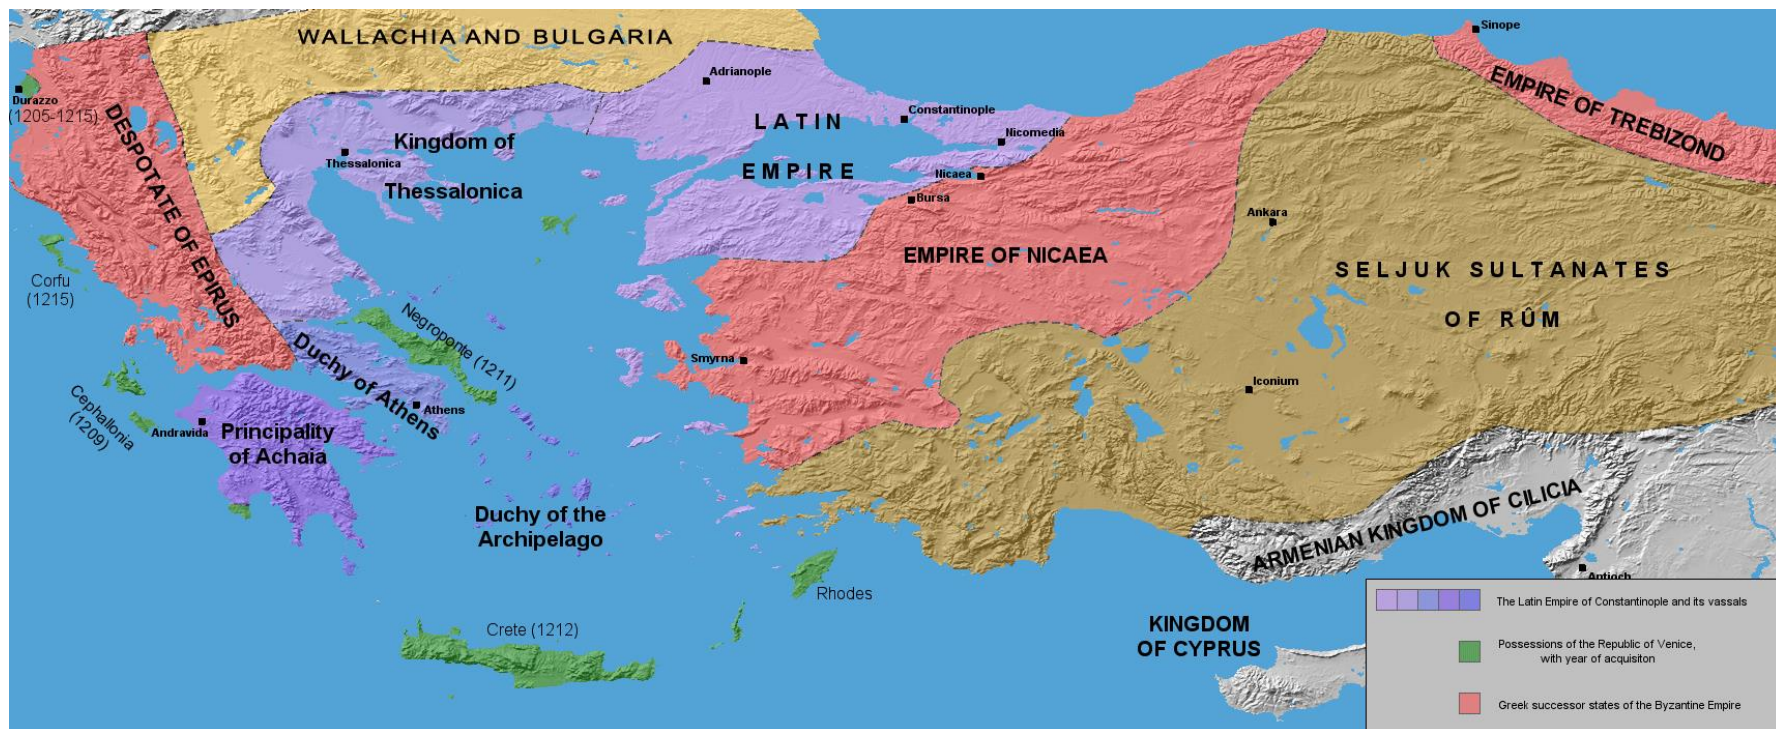 WALLACHIA AND BULGARIA
Sinope
Adrianople
Durazzo
(1205-1215)
Constantinople
LATIN
EMPIRE
EMPIRE OF TREBIZOND
DESPOTATE OF EPIRUS
Kingdom of
Thessalonica
Thessalonica
Nicomedia
Nicaea
Bursa
Ankara
EMPIRE OF NICAEA
SELJUK SULTANATES
OF RÛM
Corfu
(1215)
Negroponte (1211)
Duchy of Athens
Smyrna
Iconium
Cephallonia
(1209)
Athens
Andravida
Principality
of Achaia
Duchy of the
Archipelago
ARMENIAN KINGDOM OF CILICIA
Antioch
Rhodes
Crete (1212)
KINGDOM
OF CYPRUS
The Latin Empire of Constantinople and its vassals
Possessions of the Republic of Venice,
with year of acquisiton
Greek successor states of the Byzantine Empire